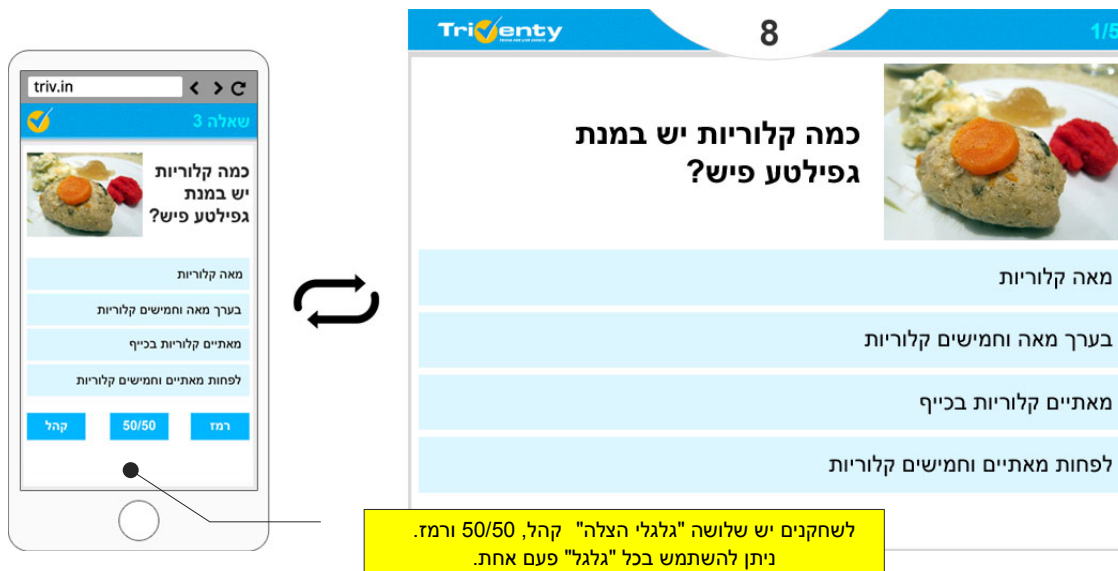 triv.in
שאלה 3
כמה קלוריות
יש במנת
גפילטע פיש?
מאה קלוריות
בערך מאה וחמישים קלוריות
מאתיים קלוריות בכייף
לפחות מאתיים וחמישים קלוריות
רמז
50/50
קהל
Triventy
8
1/5
כמה קלוריות יש במנת
גפילטע פיש?
מאה קלוריות
בערך מאה וחמישים קלוריות
מאתיים קלוריות בכייף
לפחות מאתיים וחמישים קלוריות
לשחקנים יש שלושה "גלגלי הצלה" קהל, 50/50 ורמז.
ניתן להשתמש בכל "גלגל" פעם אחת.